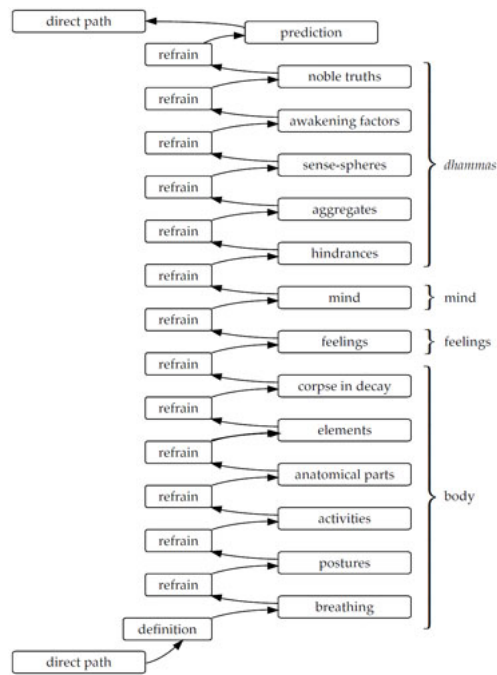 direct path
prediction
refrain
noble truths
refrain
awakening factors
refrain
sense-spheres
dhammas
refrain
aggregates
refrain
hindrances
refrain
mind
mind
refrain
feelings
feelings
refrain
corpse in decay
refrain
elements
refrain
anatomical parts
body
refrain
activities
refrain
postures
refrain
breathing
definition
direct path